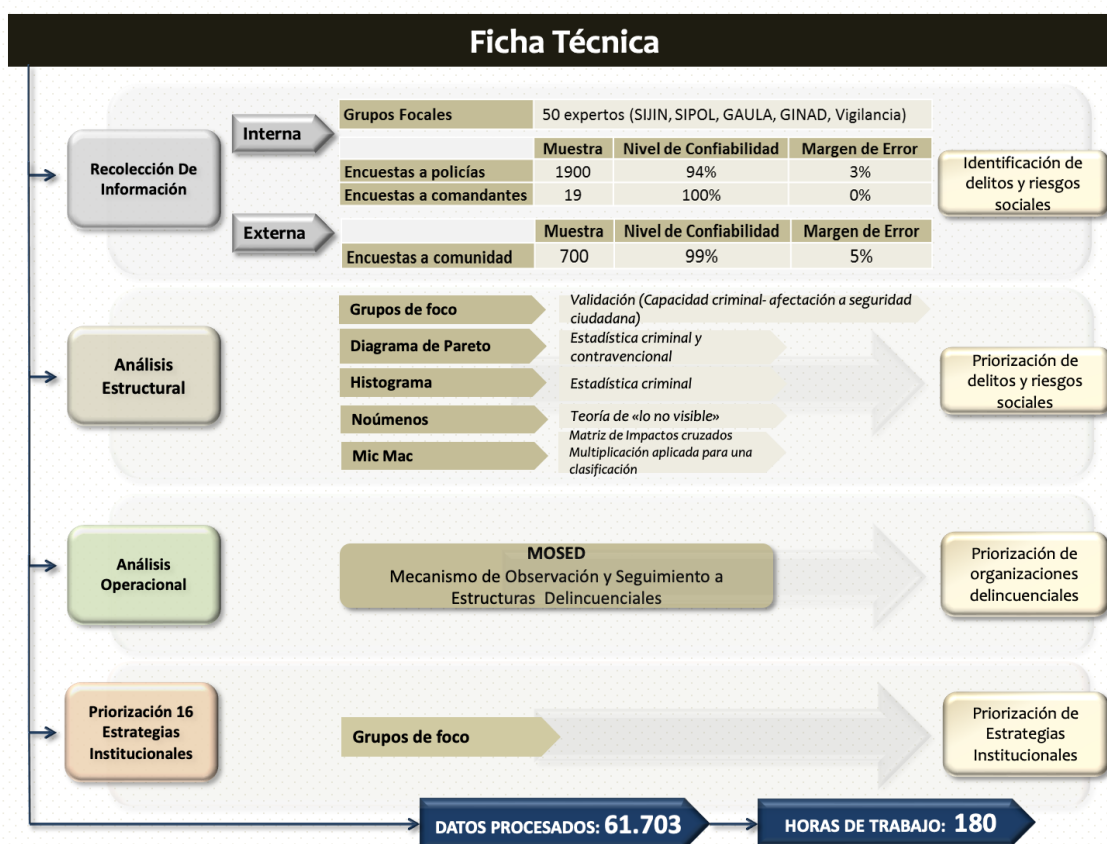 Ficha Técnica
Recolección De
Información
Interna
Grupos Focales 50 expertos (SIJIN, SIPOL, GAULA, GINAD, Vigilancia)
Muestra Nivel de Confiabilidad Margen de Error
Encuestas a policías 1900 94% 3%
Encuestas a comandantes 19 100% 0%
Externa
Muestra Nivel de Confiabilidad Margen de Error
Encuestas a comunidad 700 99% 5%
Identificación de
delitos y riesgos
sociales
Análisis
Estructural
Grupos de foco
Validación (Capacidad criminal- afectación a seguridad
ciudadana)
Diagrama de Pareto
Estadística criminal y
contravencional
Histograma
Estadística criminal
Noúmenos
Teoría de «lo no visible»
Mic Mac
Matriz de Impactos cruzados
Multiplicación aplicada para una
clasificación
Priorización de
delitos y riesgos
sociales
Análisis
Operacional
MOSED
Mecanismo de Observación y Seguimiento a
Estructuras Delincuenciales
Priorización de
organizaciones
delincuenciales
Priorización 16
Estrategias
Institucionales
Grupos de foco
Priorización de
Estrategias
Institucionales
DATOS PROCESADOS: 61.703
HORAS DE TRABAJO: 180